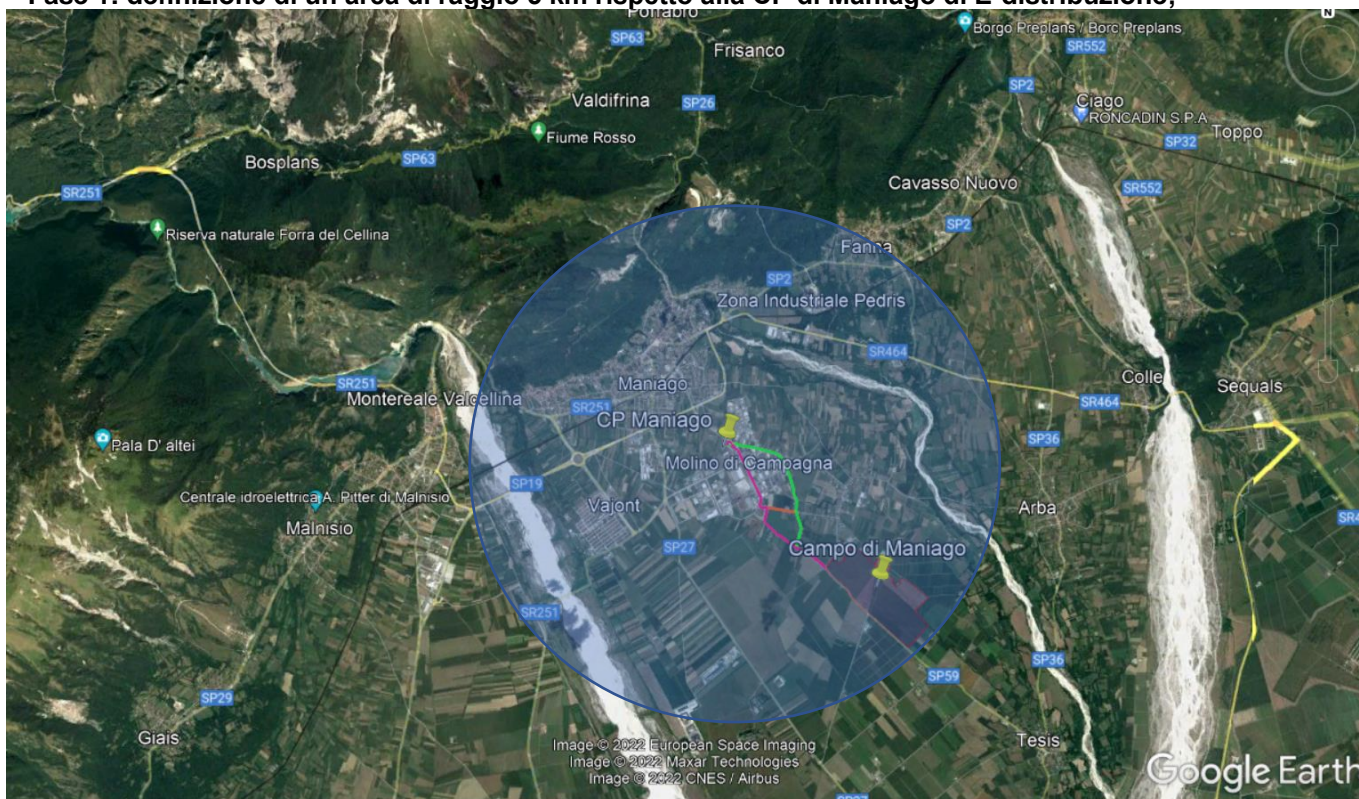 Fase 1: definizione di un'area di raggio 5 km rispetto alla CP di Maniago di E-distribuzione;
Poffabro
N
Borgo Preplans / Borc Preplans
SP63
SR552
Frisanco
SP2
Valdifrina
SP26
Ciago
RONCADIN S.P.A
Toppo
Fiume Rosso
SP32
Bosplans
SP63
Cavasso Nuovo
SR552
SR251
SP2
Riserva naturale Forra del Cellina
Fanna
SP2
Zona Industriale Pedris
SR464
Colle
Sequals
SR251
Maniago
Montereale Valcellina
SR464
SR251
CP Maniago
SP36
Pala D' altei
Molino di Campagna
SP19
Centrale idroelettrica A. Pitter di Malnisio
Vajont
Arba
Malnisio
SP27
Campo di Maniago
SR251
SP36
SP59
SP29
Giais
Tesis
Image © 2022 European Space Imaging
Image © 2022 Maxar Technologies
Image © 2022 CNES / Airbus
Google Earth